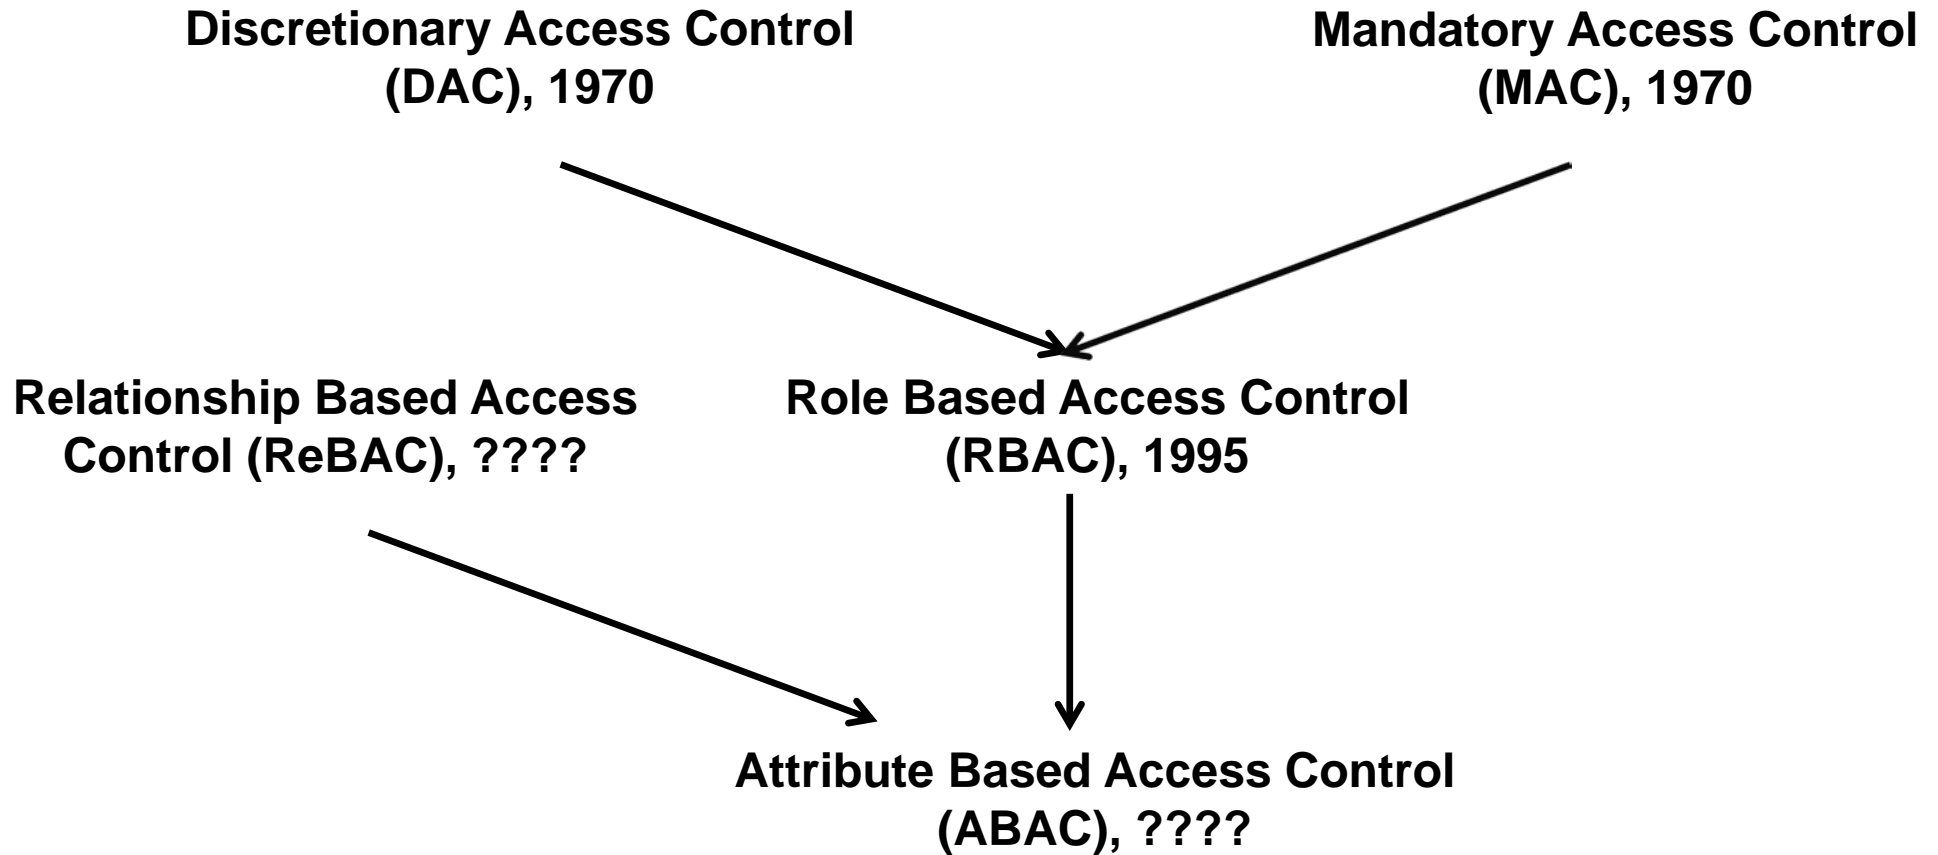 Discretionary Access Control
(DAC), 1970
Mandatory Access Control
(MAC), 1970
Relationship Based Access
Control (ReBAC), ????
Role Based Access Control
(RBAC), 1995
Attribute Based Access Control
(ABAC), ????